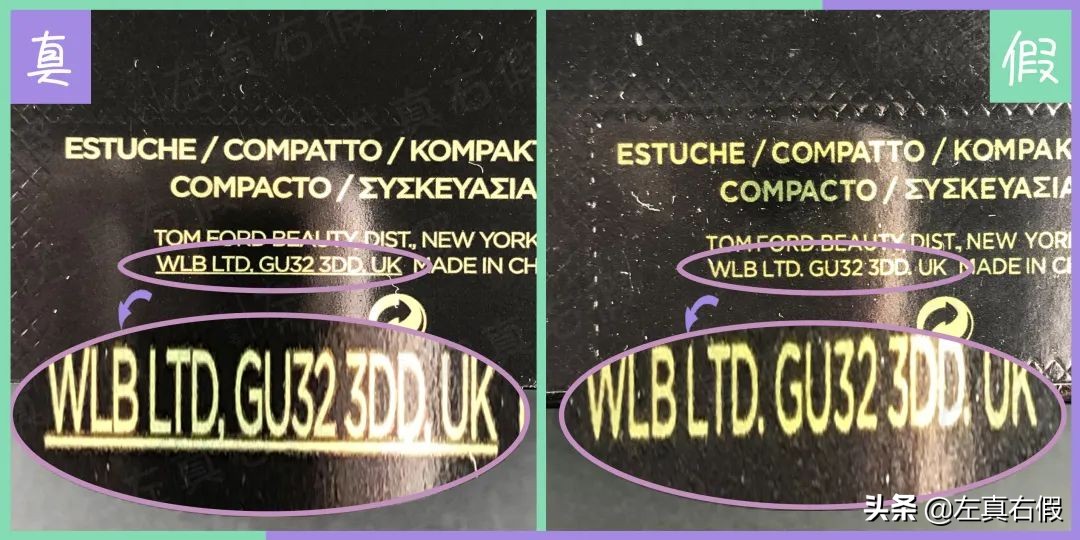 真
ESTUCHE / COMPATTO / KOMPAKT
COMPACTO / ΣΥΣΚΕΥΑΣΙΑ
TOM FORD BEAUTY DIST., NEW YORK
WLB LTD, GU32 3DD, UK MADE IN CH
WLB LTD, GU32 3DD, UK
假
ESTUCHE / COMPATTO / KOMPAK
COMPACTO / ΣΥΣΚΕΥΑΣΙ
TOM FORD BEAUTY DIST., NEW YOR
WLB LTD. GU32 3DD. UK MADE IN C
WLB LTD. GU32 3DD. UK
头条 @左真右假